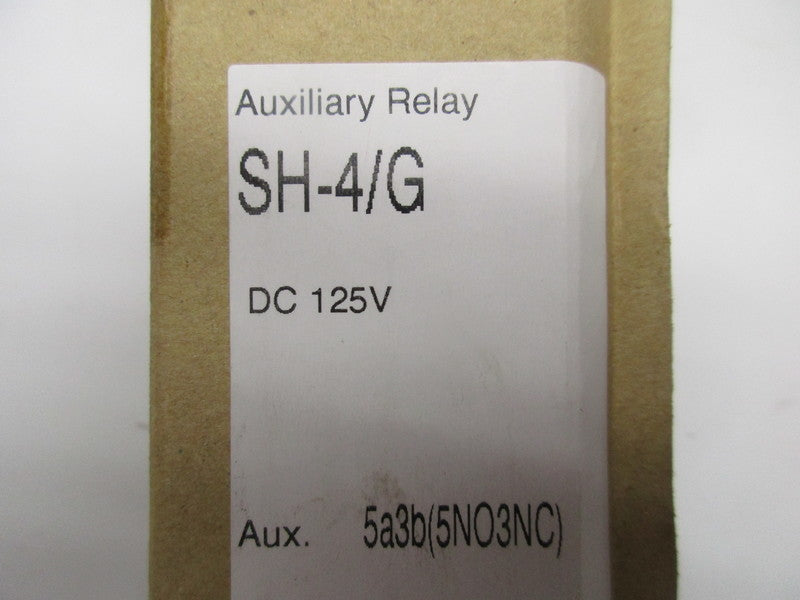 Auxiliary Relay
SH-4/G
DC 125V
Aux. 5a3b(5NO3NC)